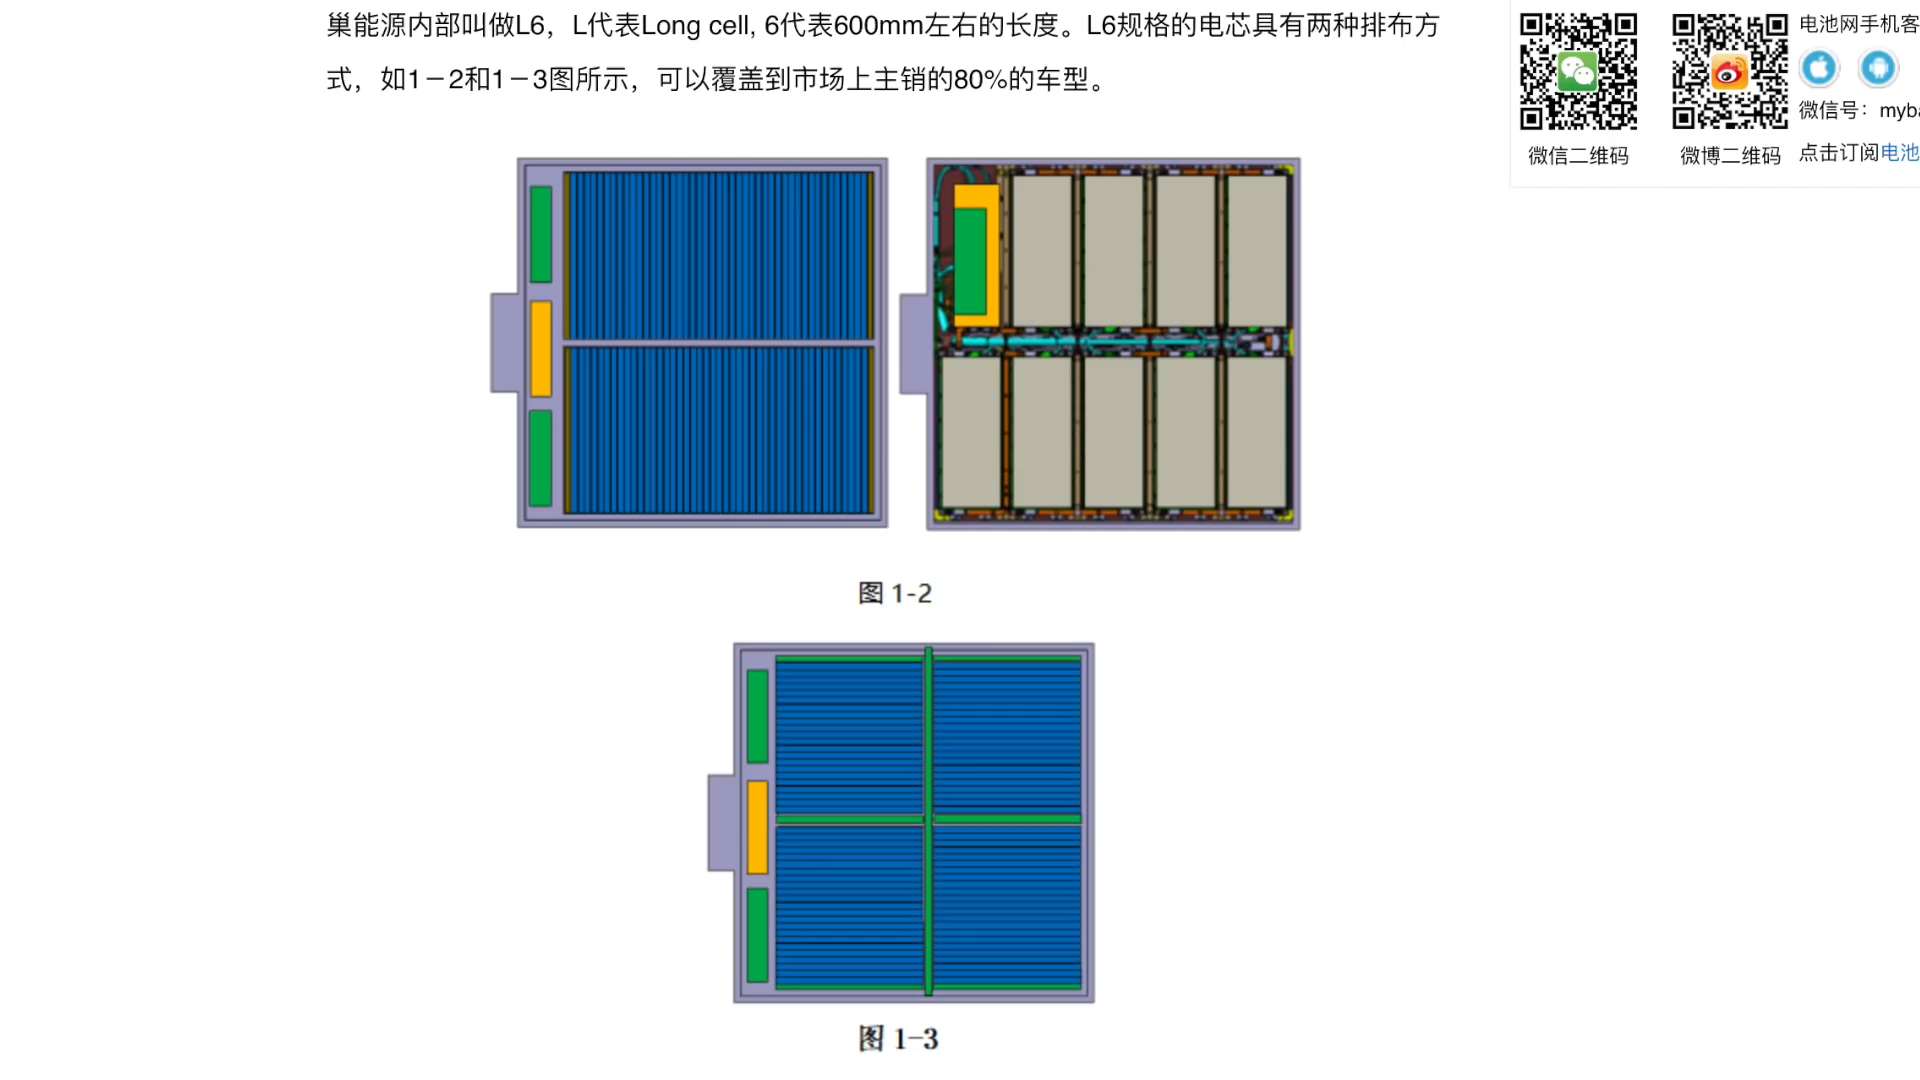 巢能源内部叫做L6，L代表Long cell, 6代表600mm左右的长度。L6规格的电芯具有两种排布方
式，如1－2和1－3图所示，可以覆盖到市场上主销的80%的车型。
图 1-2
图 1-3
电池网手机客
微信号：myba
微信二维码
微博二维码
点击订阅电池